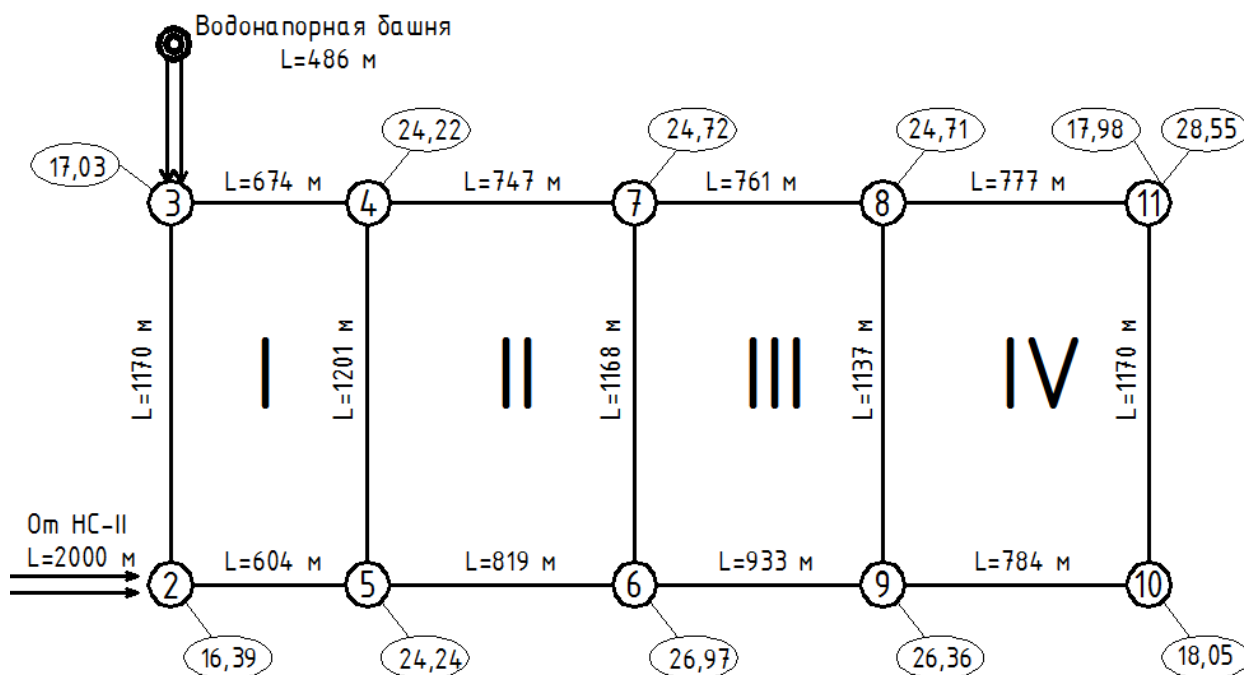 Водонапорная башня
L=486 м
24,22
24,72
24,71
17,98
28,55
17,03
L=674 м
L=747 м
L=761 м
L=777 м
3
4
7
8
11
L=1170 м
I
L=1201 м
II
L=1168 м
III
L=1137 м
IV
L=1170 м
От НС-II
L=2000 м
L=604 м
L=819 м
L=933 м
L=784 м
2
5
6
9
10
16,39
24,24
26,97
26,36
18,05